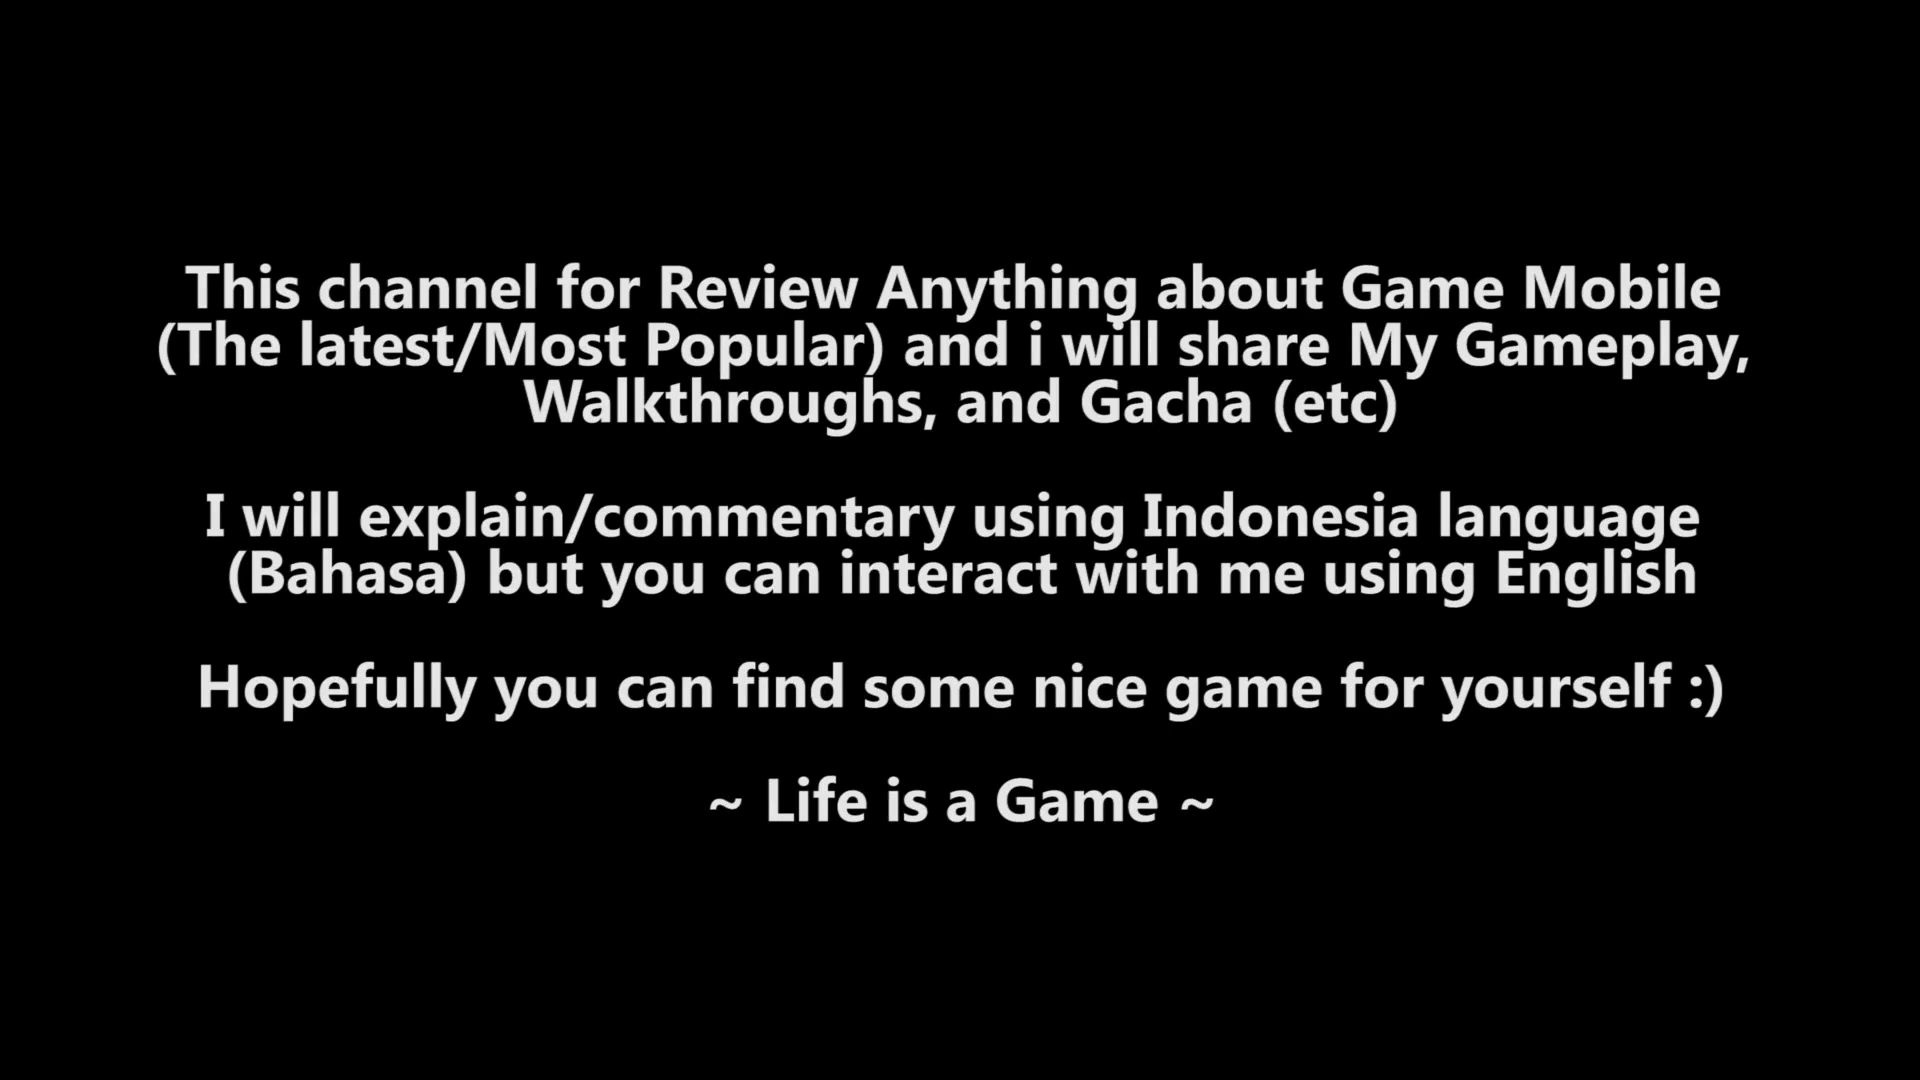 This channel for Review Anything about Game Mobile
(The latest/Most Popular) and i will share My Gameplay,
Walkthroughs, and Gacha (etc)
I will explain/commentary using Indonesia language
(Bahasa) but you can interact with me using English
Hopefully you can find some nice game for yourself :)
~ Life is a Game ~